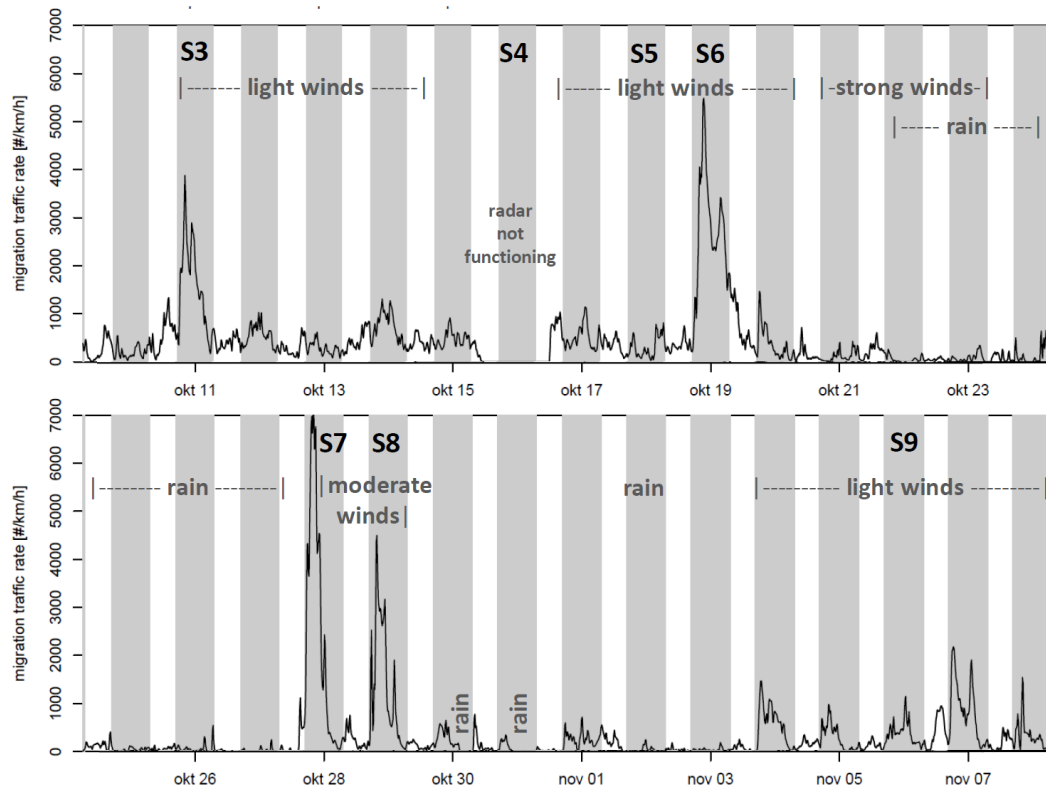 S3 S4 S5 S6
|------ light winds ------| |------ light winds ------| |-strong winds-|
|----- rain -----|
radar
not
functioning
migration traffic rate [#/km/h]
0 1000 2000 3000 4000 5000 6000 7000
okt 11 okt 13 okt 15 okt 17 okt 19 okt 21 okt 23
S7 S8 S9
|------- rain -------| |moderate rain |-------- light winds --------|
winds|
rain rain
migration traffic rate [#/km/h]
0 1000 2000 3000 4000 5000 6000 7000
okt 26 okt 28 okt 30 nov 01 nov 03 nov 05 nov 07